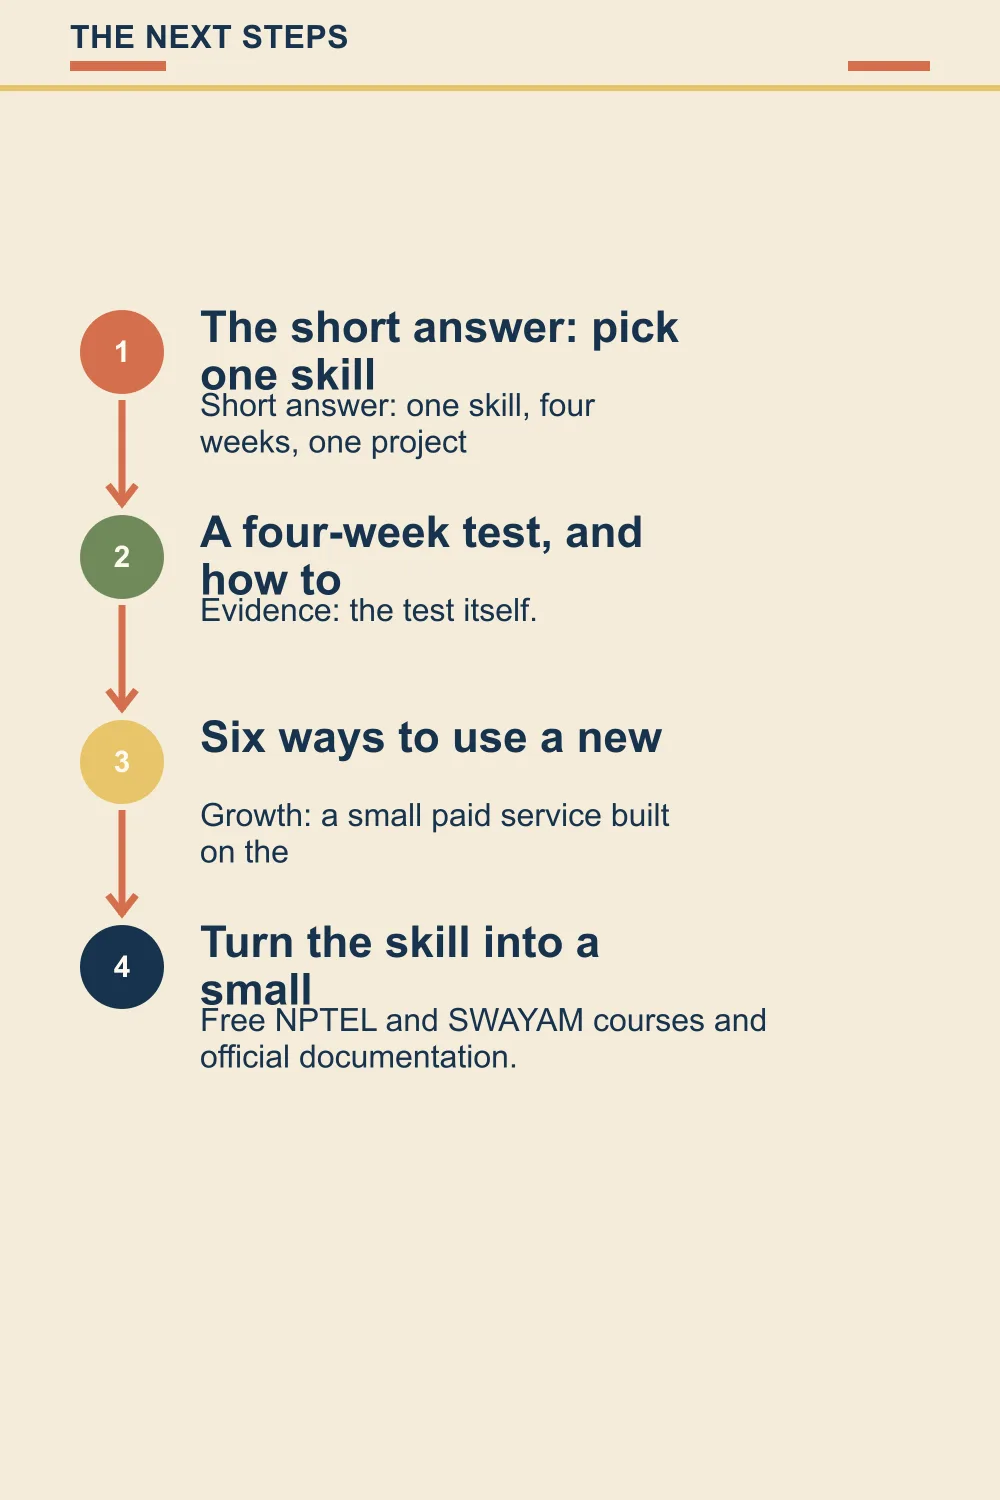 THE NEXT STEPS
1
The short answer: pick
one skill
Short answer: one skill, four
weeks, one project
2
A four-week test, and
how to
Evidence: the test itself.
3
Six ways to use a new
Growth: a small paid service built
on the
4
Turn the skill into a
small
Free NPTEL and SWAYAM courses and
official documentation.